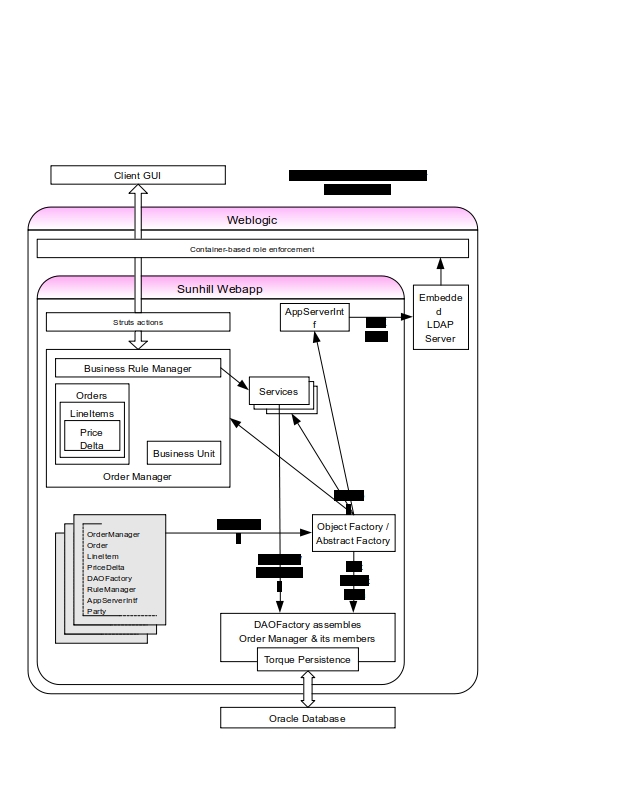 Client GUI
Weblogic
Container-based role enforcement
Sunhill Webapp
Struts actions
AppServerInt
f
Embedde
d
LDAP
Server
Business Rule Manager
Services
Orders
LineItems
Price
Delta
Business Unit
Order Manager
OrderManager
Order
LineItem
PriceDelta
DAOFactory
RuleManager
AppServerIntf
Party
Object Factory /
Abstract Factory
DAOFactory assembles
Order Manager & its members
Torque Persistence
Oracle Database